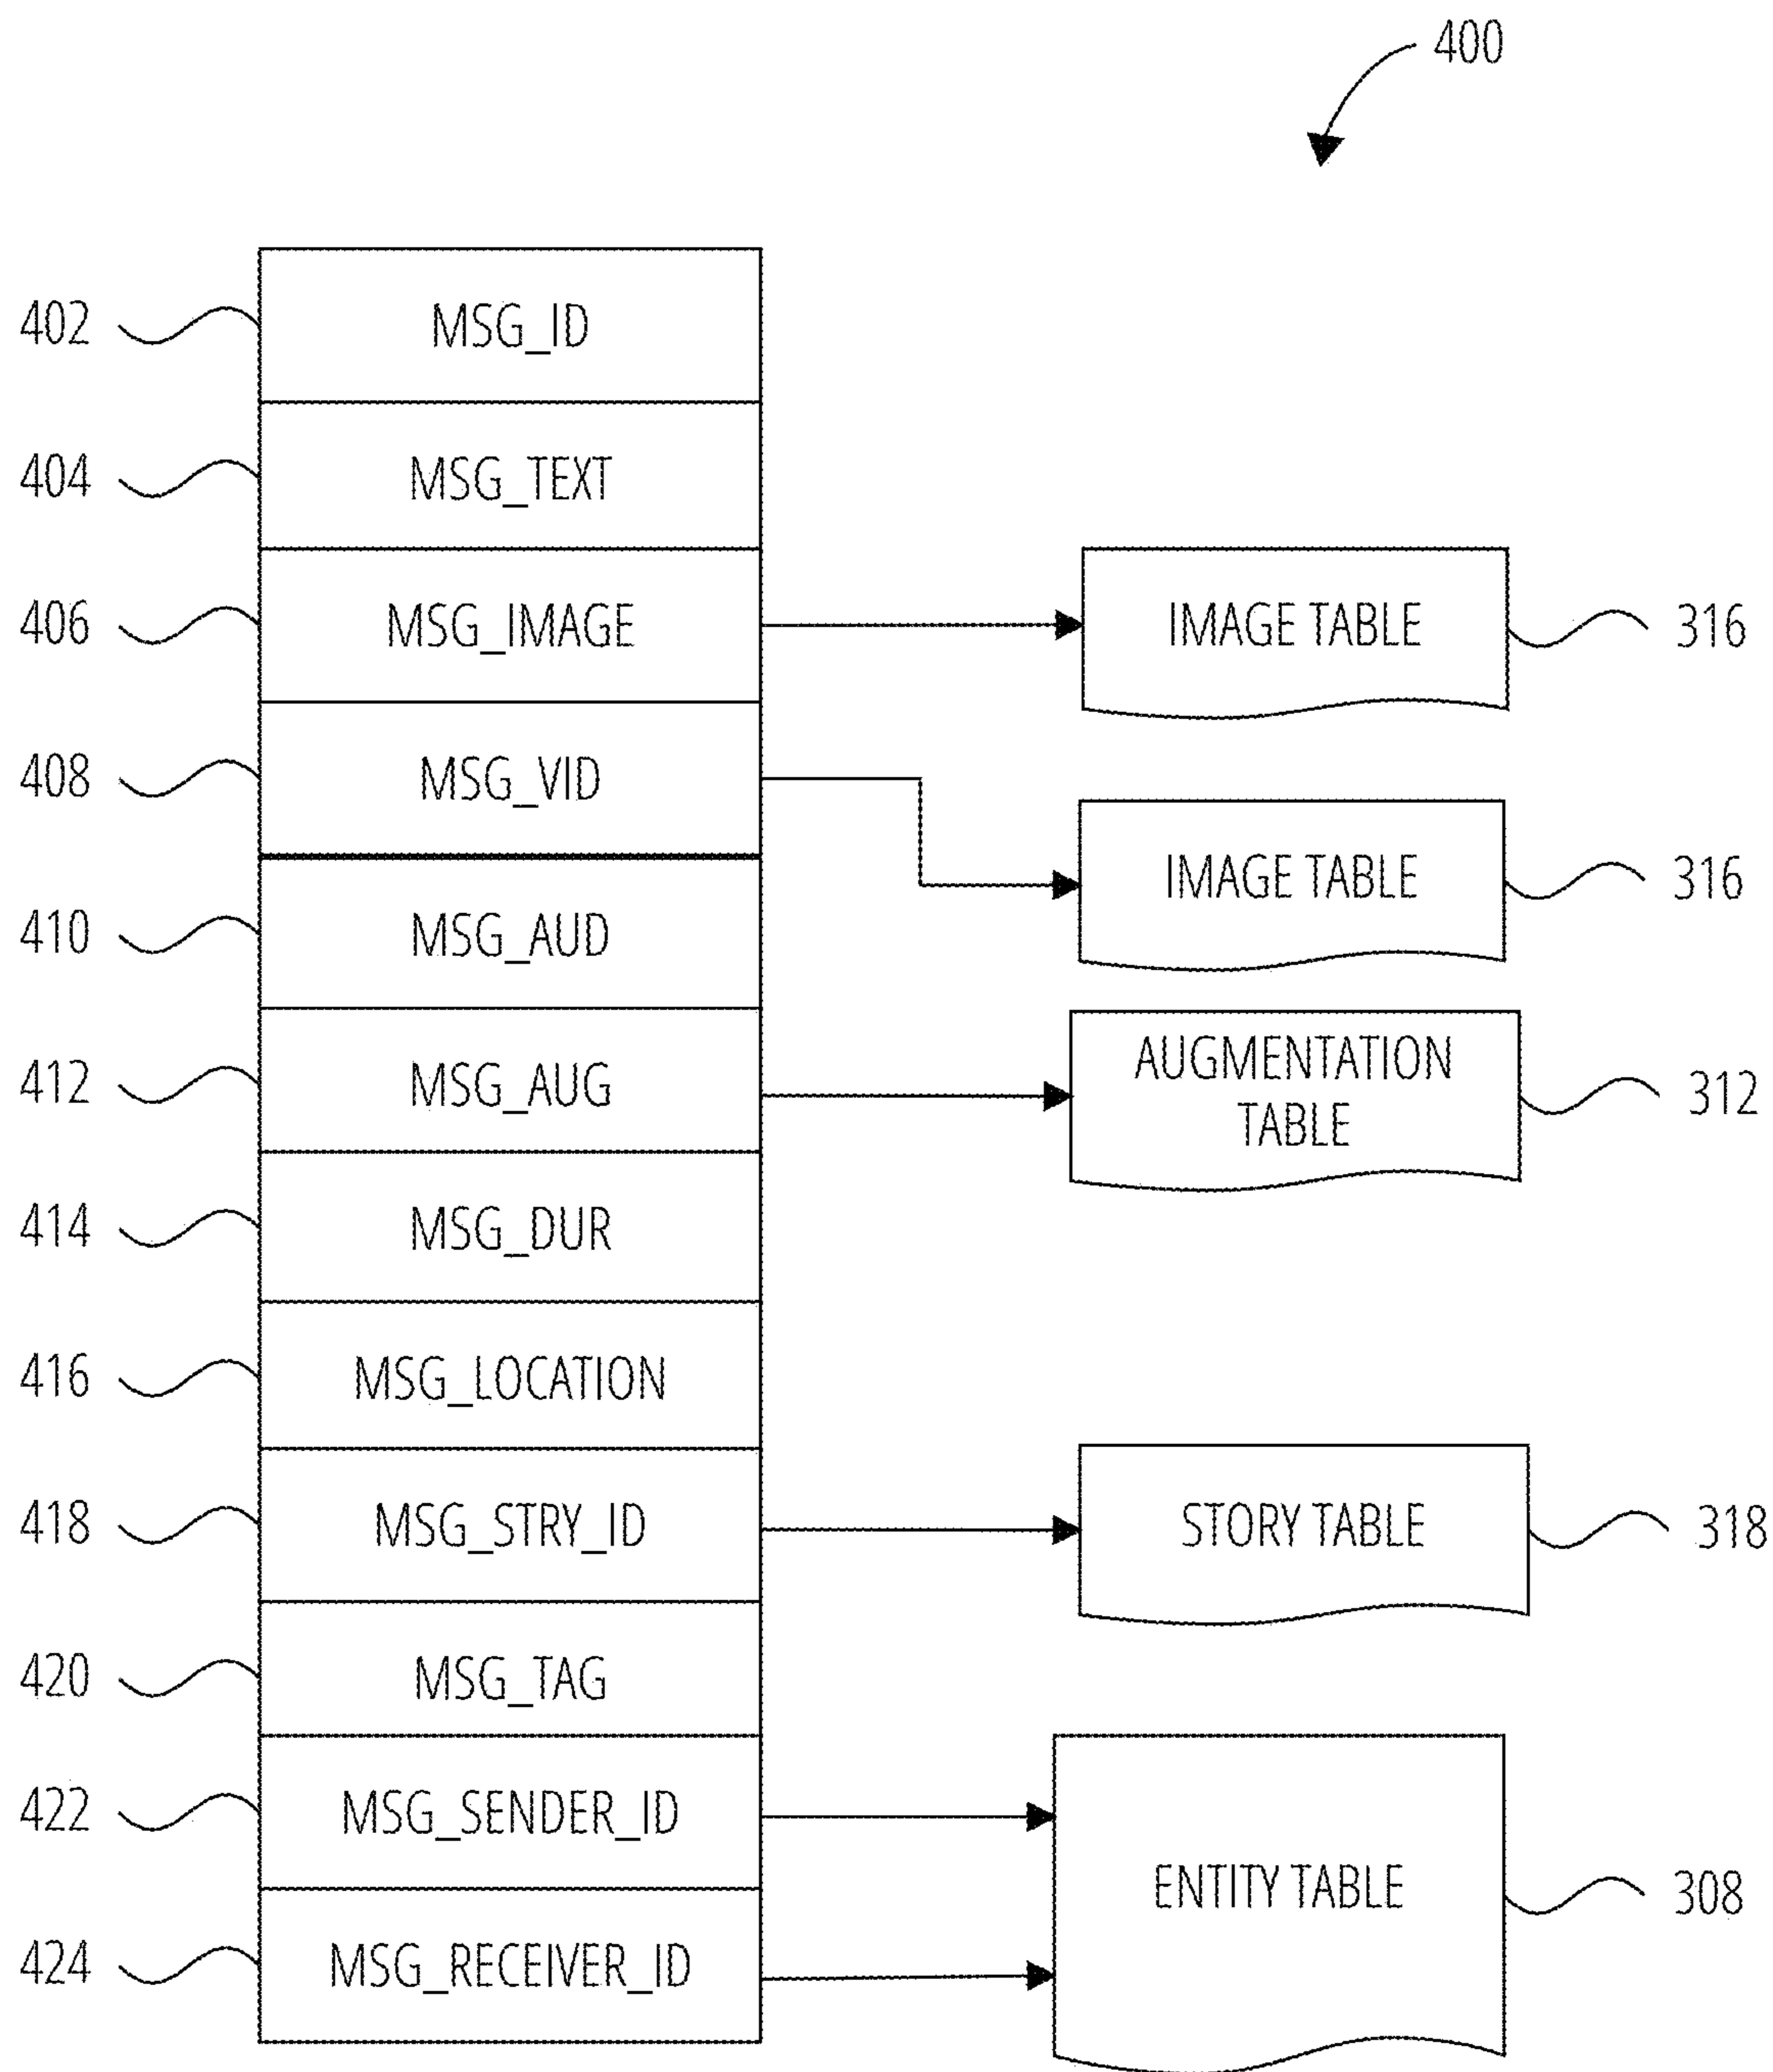 400
402 MSG_ID
404 MSG_TEXT
406 MSG_IMAGE IMAGE TABLE 316
408 MSG_VID
IMAGE TABLE 316
410 MSG_AUD
412 MSG_AUG
AUGMENTATION
TABLE
312
414 MSG_DUR
416 MSG_LOCATION
418 MSG_STRY_ID STORY TABLE 318
420 MSG_TAG
422 MSG_SENDER_ID
ENTITY TABLE 308
424 MSG_RECEIVER_ID